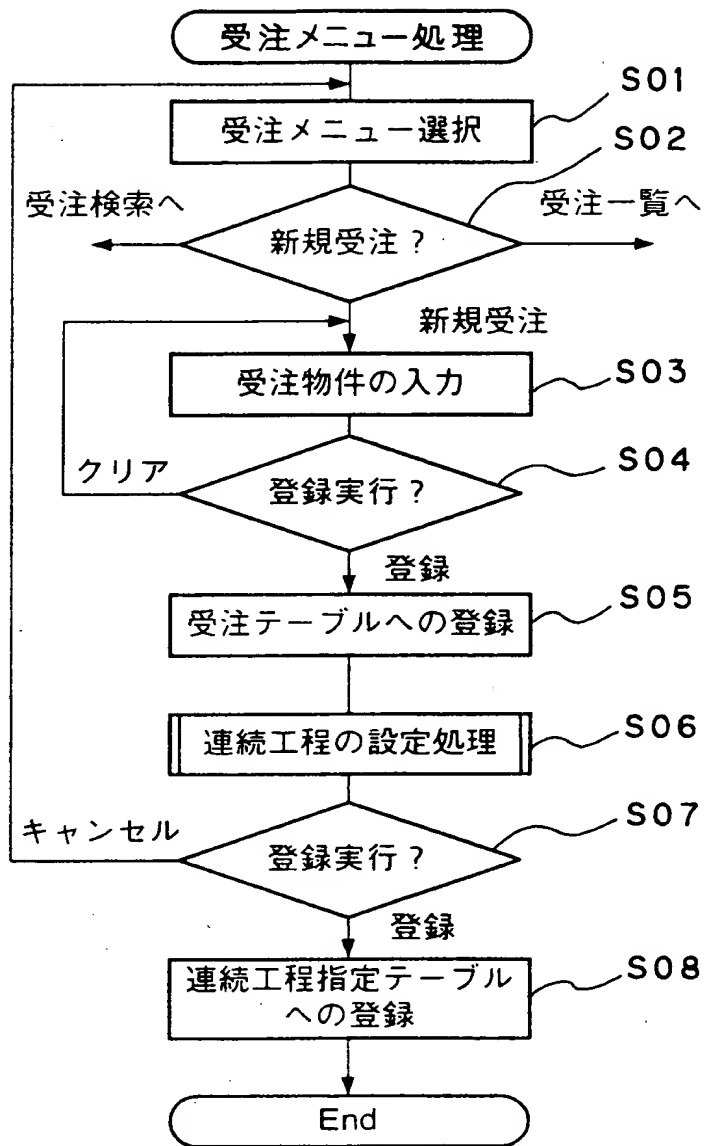 受注メニュー処理
S01
受注メニュー選択
S02
受注検索へ
受注一覧へ
新規受注？
新規受注
受注物件の入力
S03
クリア
登録実行？
S04
登録
受注テーブルへの登録
S05
連続工程の設定処理
S06
キャンセル
登録実行？
S07
登録
連続工程指定テーブル
への登録
S08
End